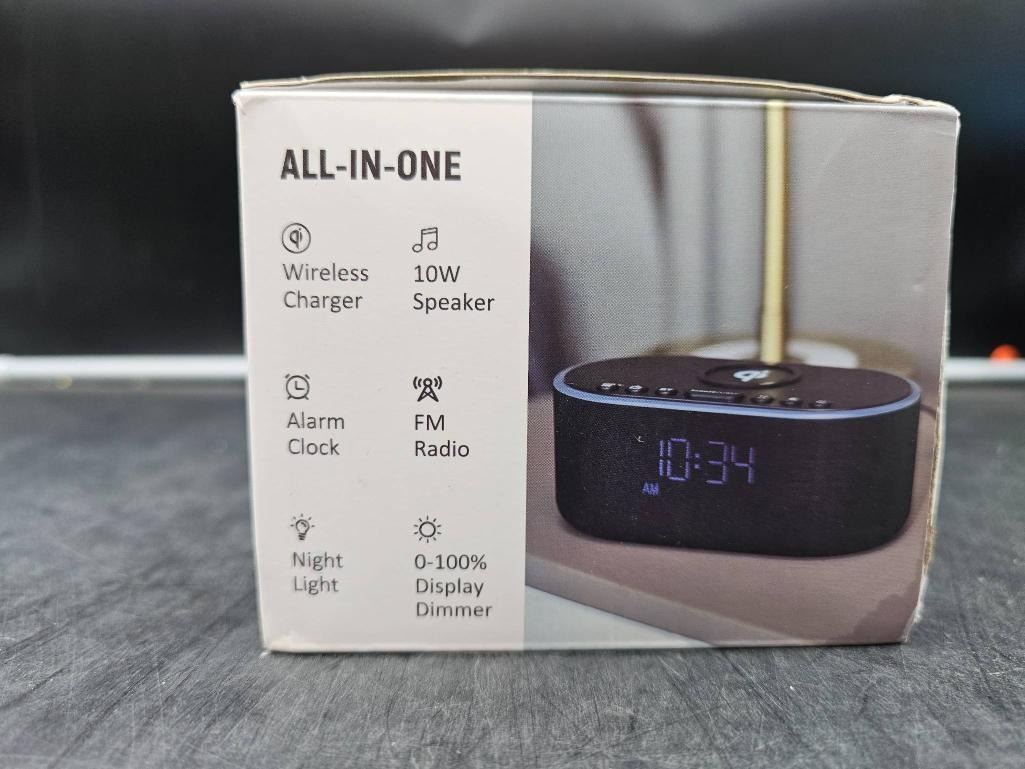 ALL-IN-ONE
Wireless
Charger
10W
Speaker
Alarm
Clock
FM
Radio
Night
Light
0-100%
Display
Dimmer
10:34
AM